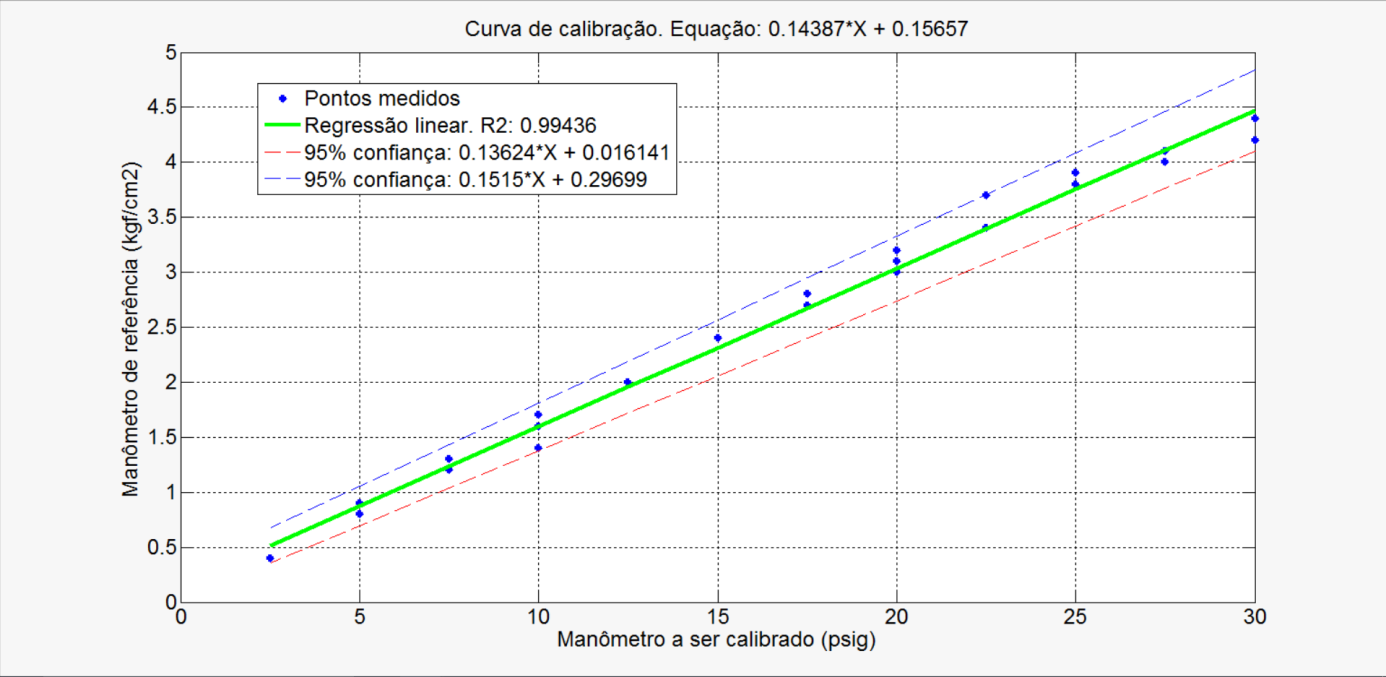 Curva de calibração. Equação: 0.14387*X + 0.15657
5
4.5
4
3.5
3
2.5
2
1.5
1
0.5
0
Manômetro de referência (kgf/cm2)
Pontos medidos
Regressão linear. R2: 0.99436
95% confiança: 0.13624*X + 0.016141
95% confiança: 0.1515*X + 0.29699
0 5 10 15 20 25 30
Manômetro a ser calibrado (psig)